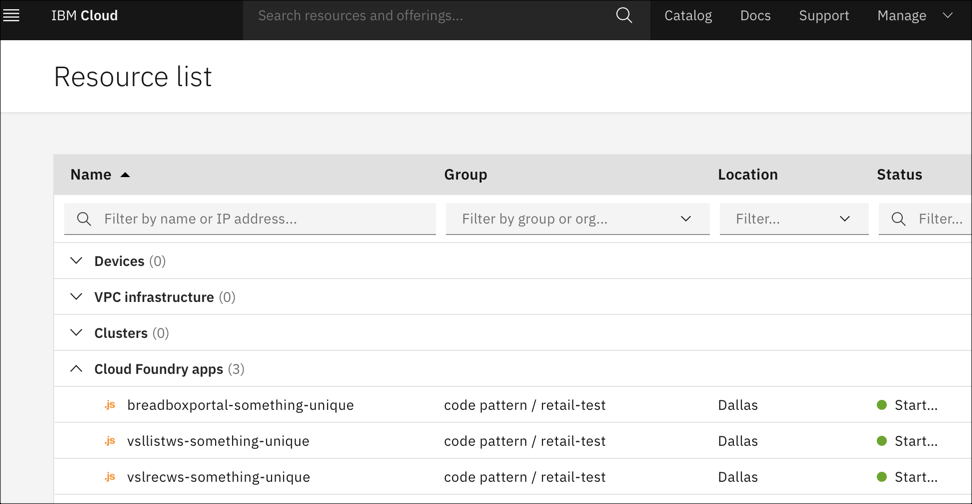 IBM Cloud Search resources and offerings... Catalog Docs Support Manage
Resource list
Name Group Location Status
Filter by name or IP address... Filter by group or org... Filter... Filter...
Devices (0)
VPC infrastructure (0)
Clusters (0)
Cloud Foundry apps (3)
.js breadboxportal-something-unique code pattern / retail-test Dallas Start...
.js vsllistws-something-unique code pattern / retail-test Dallas Start...
.js vslrecws-something-unique code pattern / retail-test Dallas Start...